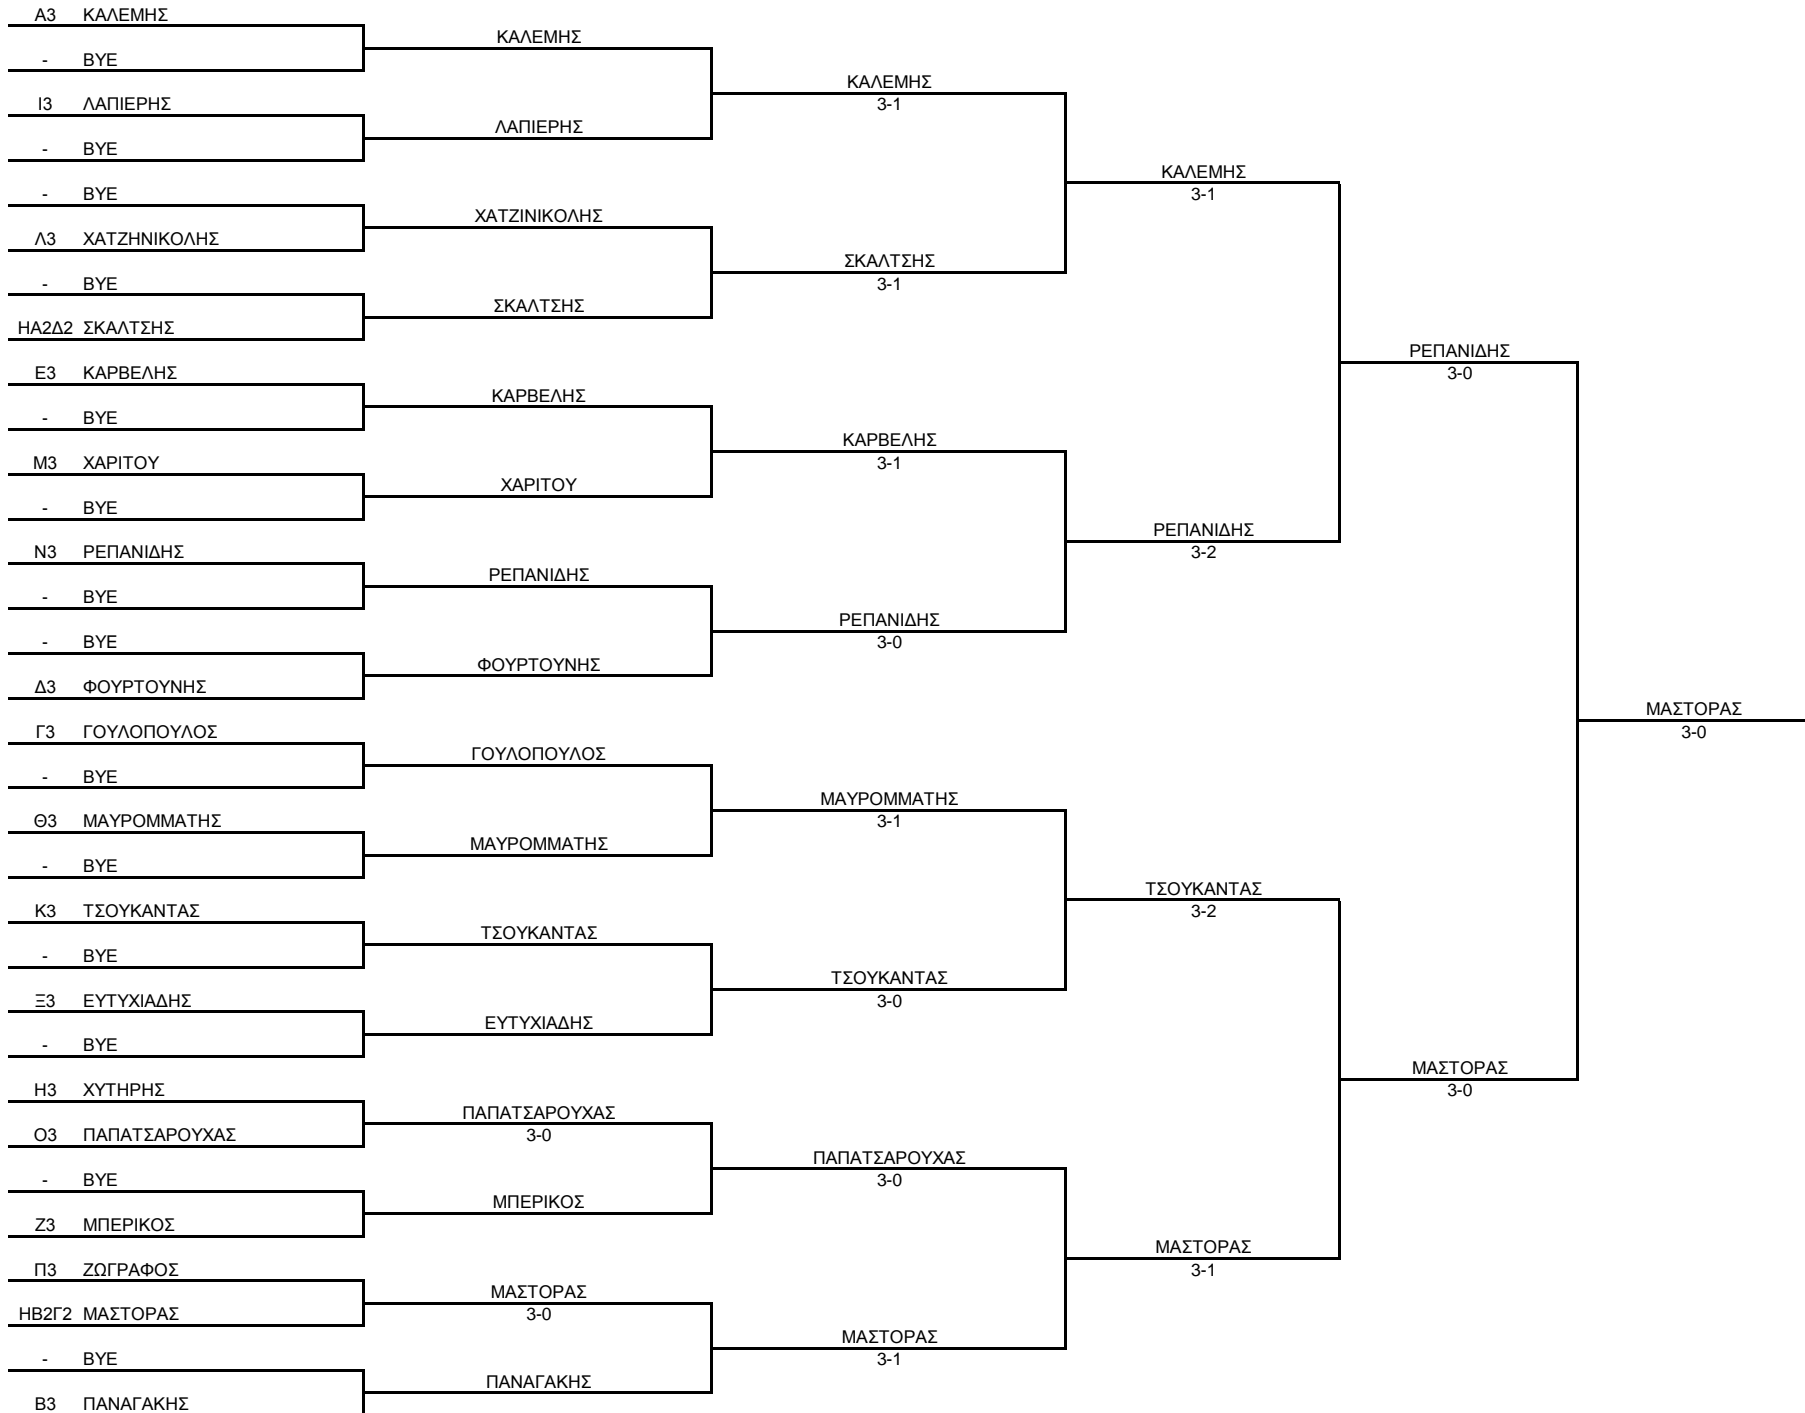 Α3 ΚΑΛΕΜΗΣ
ΚΑΛΕΜΗΣ
- BYE
ΚΑΛΕΜΗΣ
3-1
Ι3 ΛΑΠΙΕΡΗΣ
ΛΑΠΙΕΡΗΣ
- BYE
ΚΑΛΕΜΗΣ
3-1
- BYE
ΧΑΤΖΙΝΙΚΟΛΗΣ
Λ3 ΧΑΤΖΗΝΙΚΟΛΗΣ
ΣΚΑΛΤΣΗΣ
3-1
- BYE
ΣΚΑΛΤΣΗΣ
ΗΑ2Δ2 ΣΚΑΛΤΣΗΣ
ΡΕΠΑΝΙΔΗΣ
3-0
Ε3 ΚΑΡΒΕΛΗΣ
ΚΑΡΒΕΛΗΣ
- BYE
ΚΑΡΒΕΛΗΣ
3-1
Μ3 ΧΑΡΙΤΟΥ
ΧΑΡΙΤΟΥ
- BYE
ΡΕΠΑΝΙΔΗΣ
3-2
Ν3 ΡΕΠΑΝΙΔΗΣ
ΡΕΠΑΝΙΔΗΣ
- BYE
ΡΕΠΑΝΙΔΗΣ
3-0
- BYE
ΦΟΥΡΤΟΥΝΗΣ
Δ3 ΦΟΥΡΤΟΥΝΗΣ
ΜΑΣΤΟΡΑΣ
3-0
Γ3 ΓΟΥΛΟΠΟΥΛΟΣ
ΓΟΥΛΟΠΟΥΛΟΣ
- BYE
ΜΑΥΡΟΜΜΑΤΗΣ
3-1
Θ3 ΜΑΥΡΟΜΜΑΤΗΣ
ΜΑΥΡΟΜΜΑΤΗΣ
- BYE
ΤΣΟΥΚΑΝΤΑΣ
3-2
Κ3 ΤΣΟΥΚΑΝΤΑΣ
ΤΣΟΥΚΑΝΤΑΣ
- BYE
ΤΣΟΥΚΑΝΤΑΣ
3-0
Ξ3 ΕΥΤΥΧΙΑΔΗΣ
ΕΥΤΥΧΙΑΔΗΣ
- BYE
ΜΑΣΤΟΡΑΣ
3-0
Η3 ΧΥΤΗΡΗΣ
ΠΑΠΑΤΣΑΡΟΥΧΑΣ
3-0
Ο3 ΠΑΠΑΤΣΑΡΟΥΧΑΣ
ΠΑΠΑΤΣΑΡΟΥΧΑΣ
3-0
- BYE
ΜΠΕΡΙΚΟΣ
Ζ3 ΜΠΕΡΙΚΟΣ
ΜΑΣΤΟΡΑΣ
3-1
Π3 ΖΩΓΡΑΦΟΣ
ΜΑΣΤΟΡΑΣ
3-0
ΗΒ2Γ2 ΜΑΣΤΟΡΑΣ
ΜΑΣΤΟΡΑΣ
3-1
- BYE
ΠΑΝΑΓΑΚΗΣ
Β3 ΠΑΝΑΓΑΚΗΣ